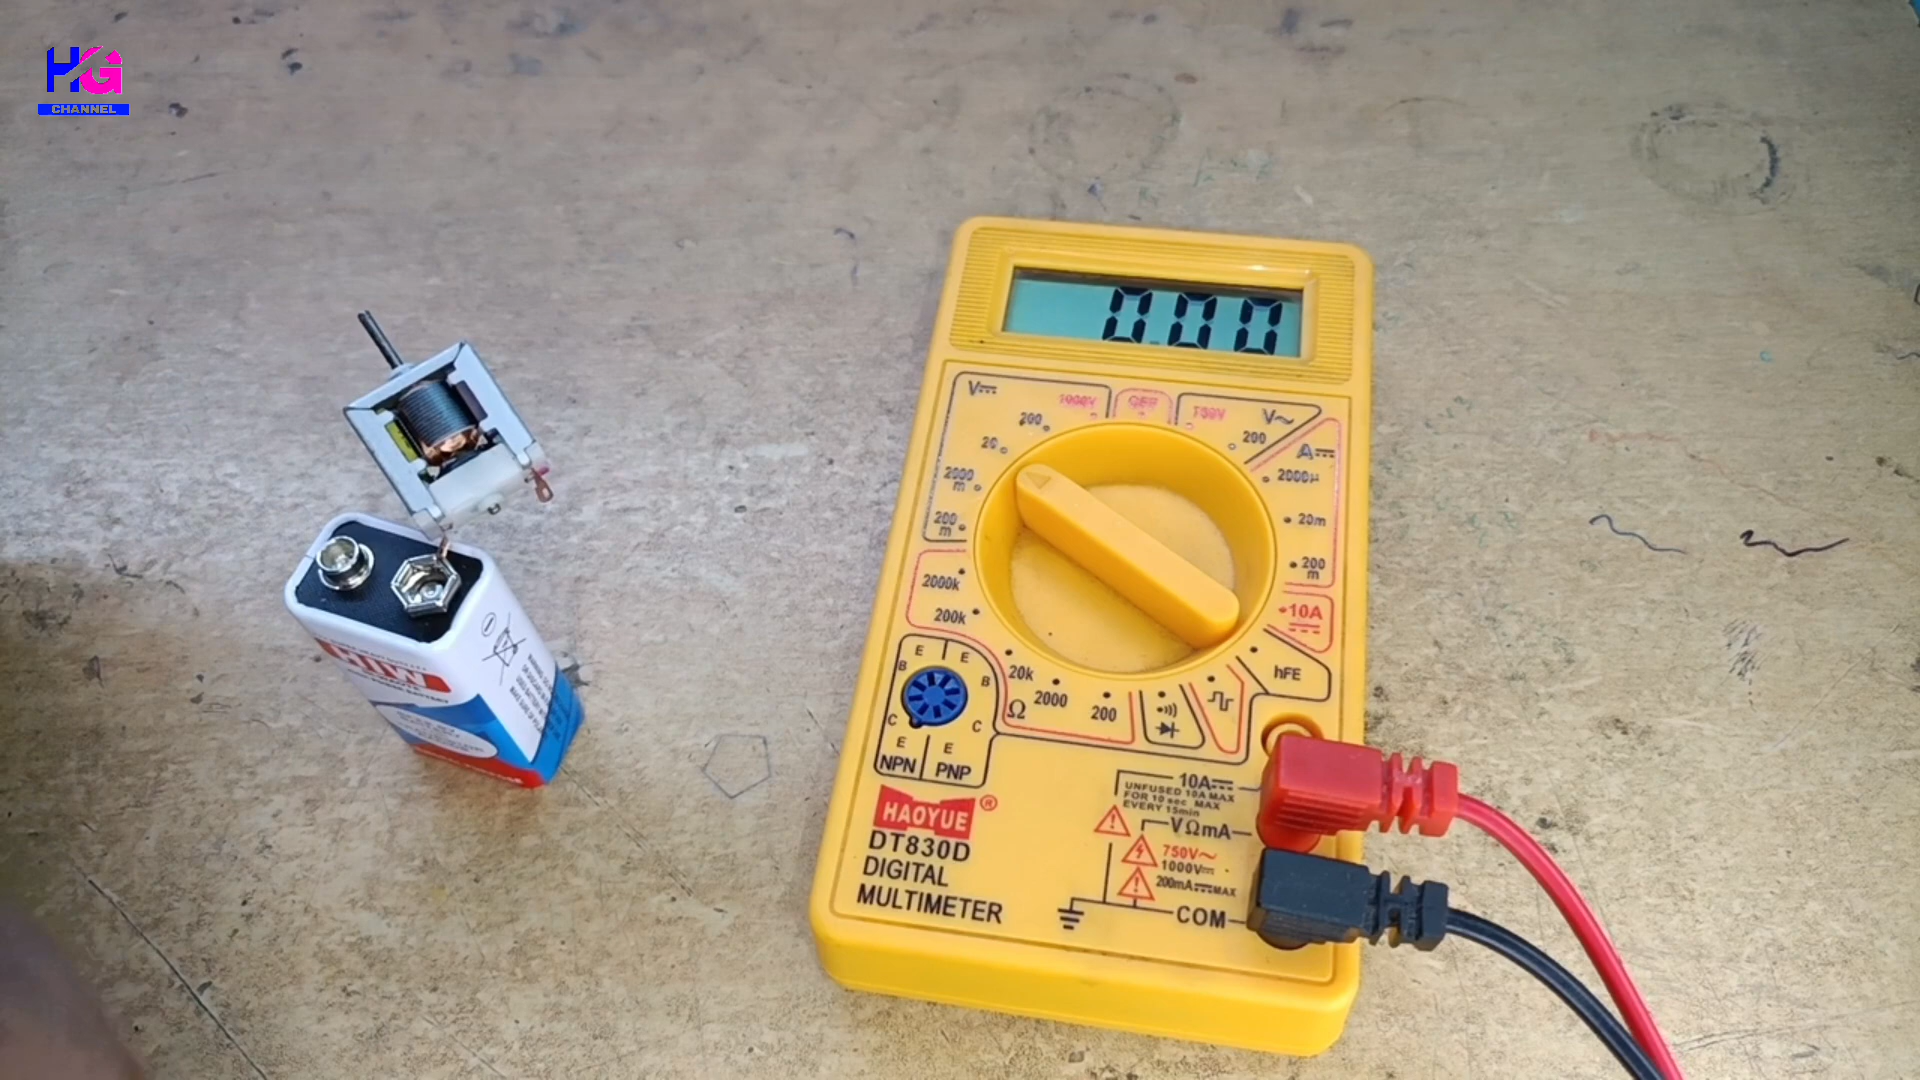 HG
CHANNEL
0.00
V⎓
1000V
OFF
750V
V~
200
20
2000
m
200
m
200
A⎓
2000µ
20m
200
m
10A
2000k
200k
20k
2000
200
Ω
hFE
E
E
B
B
C
C
E
E
NPN
PNP
HAOYUE®
DT830D
DIGITAL
MULTIMETER
10A⎓
UNFUSED 10A MAX
FOR 10 sec MAX
EVERY 15min
VΩmA
750V~
1000V⎓
200mA⎓MAX
COM